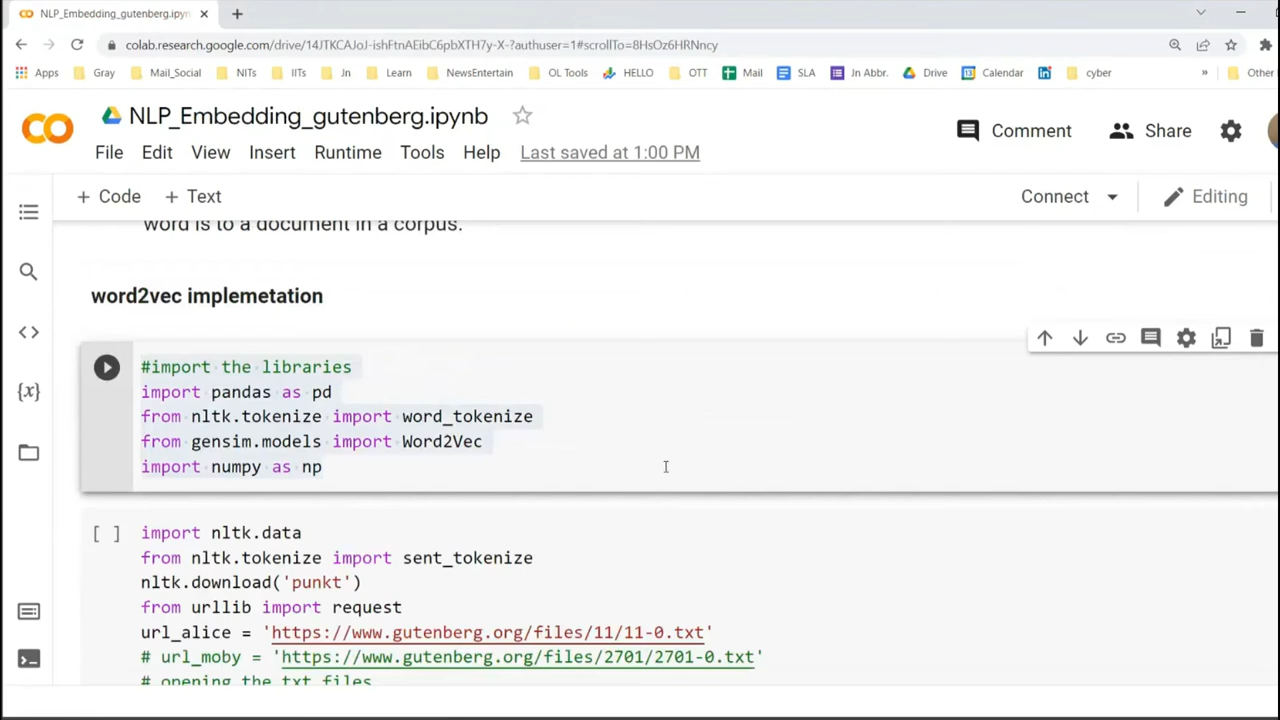 NLP_Embedding_gutenberg.ipyn
colab.research.google.com/drive/14JTKCAJoJ-ishFtnAEibC6pbXTH7y-X-?authuser=1#scrollTo=8HsOz6HRNncy
Apps Gray Mail_Social NITs IITs Jn Learn NewsEntertain OL Tools HELLO OTT Mail SLA Jn Abbr. Drive Calendar cyber » Other
NLP_Embedding_gutenberg.ipynb
Comment Share
File Edit View Insert Runtime Tools Help Last saved at 1:00 PM
+ Code + Text Connect Editing
word is to a document in a corpus.
word2vec implemetation
#import the libraries
import pandas as pd
from nltk.tokenize import word_tokenize
from gensim.models import Word2Vec
import numpy as np
[ ] import nltk.data
from nltk.tokenize import sent_tokenize
nltk.download('punkt')
from urllib import request
url_alice = 'https://www.gutenberg.org/files/11/11-0.txt'
# url_moby = 'https://www.gutenberg.org/files/2701/2701-0.txt'
# opening the txt files